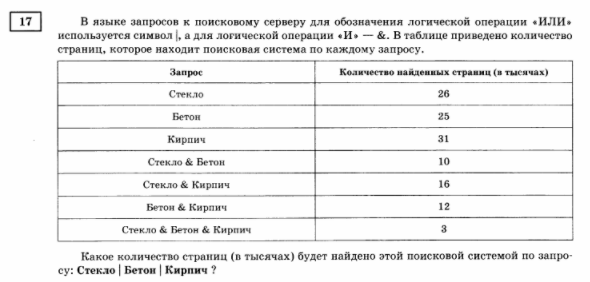 17
В языке запросов к поисковому серверу для обозначения логической операции «ИЛИ»
используется символ |, а для логической операции «И» — &. В таблице приведено количество
страниц, которое находит поисковая система по каждому запросу.
Запрос Количество найденных страниц (в тысячах)
Стекло 26
Бетон 25
Кирпич 31
Стекло & Бетон 10
Стекло & Кирпич 16
Бетон & Кирпич 12
Стекло & Бетон & Кирпич 3
Какое количество страниц (в тысячах) будет найдено этой поисковой системой по запро-
су: Стекло | Бетон | Кирпич ?